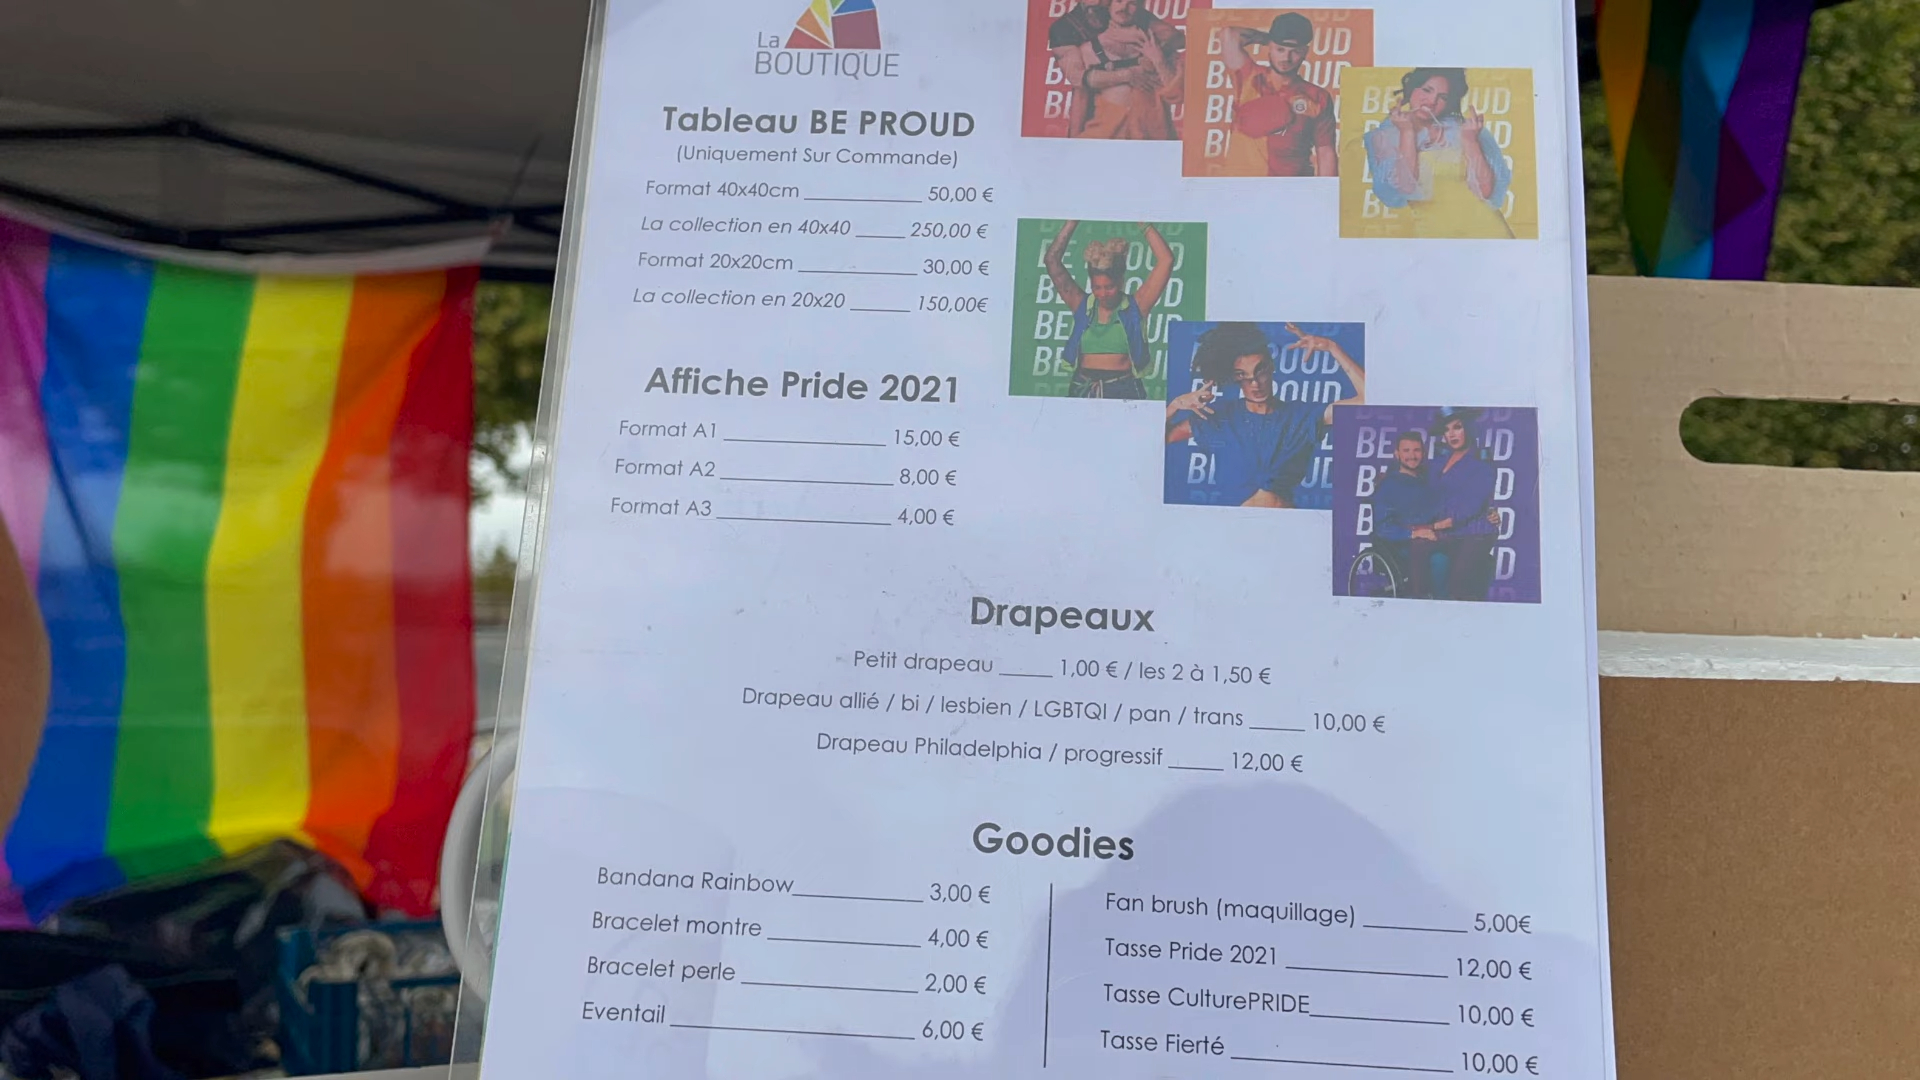 La
BOUTIQUE
Tableau BE PROUD
(Uniquement Sur Commande)
Format 40x40cm 50,00 €
La collection en 40x40 250,00 €
Format 20x20cm 30,00 €
La collection en 20x20 150,00€
Affiche Pride 2021
Format A1 15,00 €
Format A2 8,00 €
Format A3 4,00 €
Drapeaux
Petit drapeau 1,00 € / les 2 à 1,50 €
Drapeau allié / bi / lesbien / LGBTQI / pan / trans 10,00 €
Drapeau Philadelphia / progressif 12,00 €
Goodies
Bandana Rainbow 3,00 €
Bracelet montre 4,00 €
Bracelet perle 2,00 €
Eventail 6,00 €
Fan brush (maquillage) 5,00€
Tasse Pride 2021 12,00 €
Tasse CulturePRIDE 10,00 €
Tasse Fierté 10,00 €